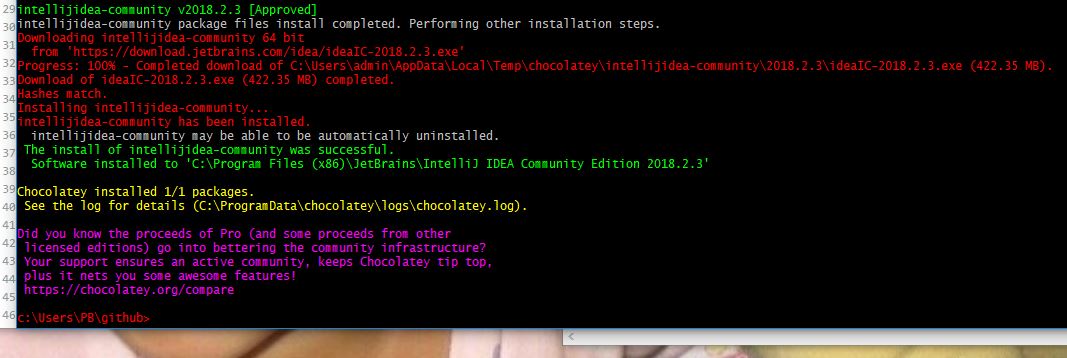 29 intellijidea-community v2018.2.3 [Approved]
30 intellijidea-community package files install completed. Performing other installation steps.
31 Downloading intellijidea-community 64 bit
32   from 'https://download.jetbrains.com/idea/ideaIC-2018.2.3.exe'
33 Progress: 100% - Completed download of C:\Users\admin\AppData\Local\Temp\chocolatey\intellijidea-community\2018.2.3\ideaIC-2018.2.3.exe (422.35 MB).
Download of ideaIC-2018.2.3.exe (422.35 MB) completed.
34 Hashes match.
35 Installing intellijidea-community...
intellijidea-community has been installed.
36   intellijidea-community may be able to be automatically uninstalled.
37  The install of intellijidea-community was successful.
38   Software installed to 'C:\Program Files (x86)\JetBrains\IntelliJ IDEA Community Edition 2018.2.3'
39 Chocolatey installed 1/1 packages.
40  See the log for details (C:\ProgramData\chocolatey\logs\chocolatey.log).
41 Did you know the proceeds of Pro (and some proceeds from other
42  licensed editions) go into bettering the community infrastructure?
43  Your support ensures an active community, keeps Chocolatey tip top,
44  plus it nets you some awesome features!
45  https://chocolatey.org/compare
46 c:\Users\PB\github>